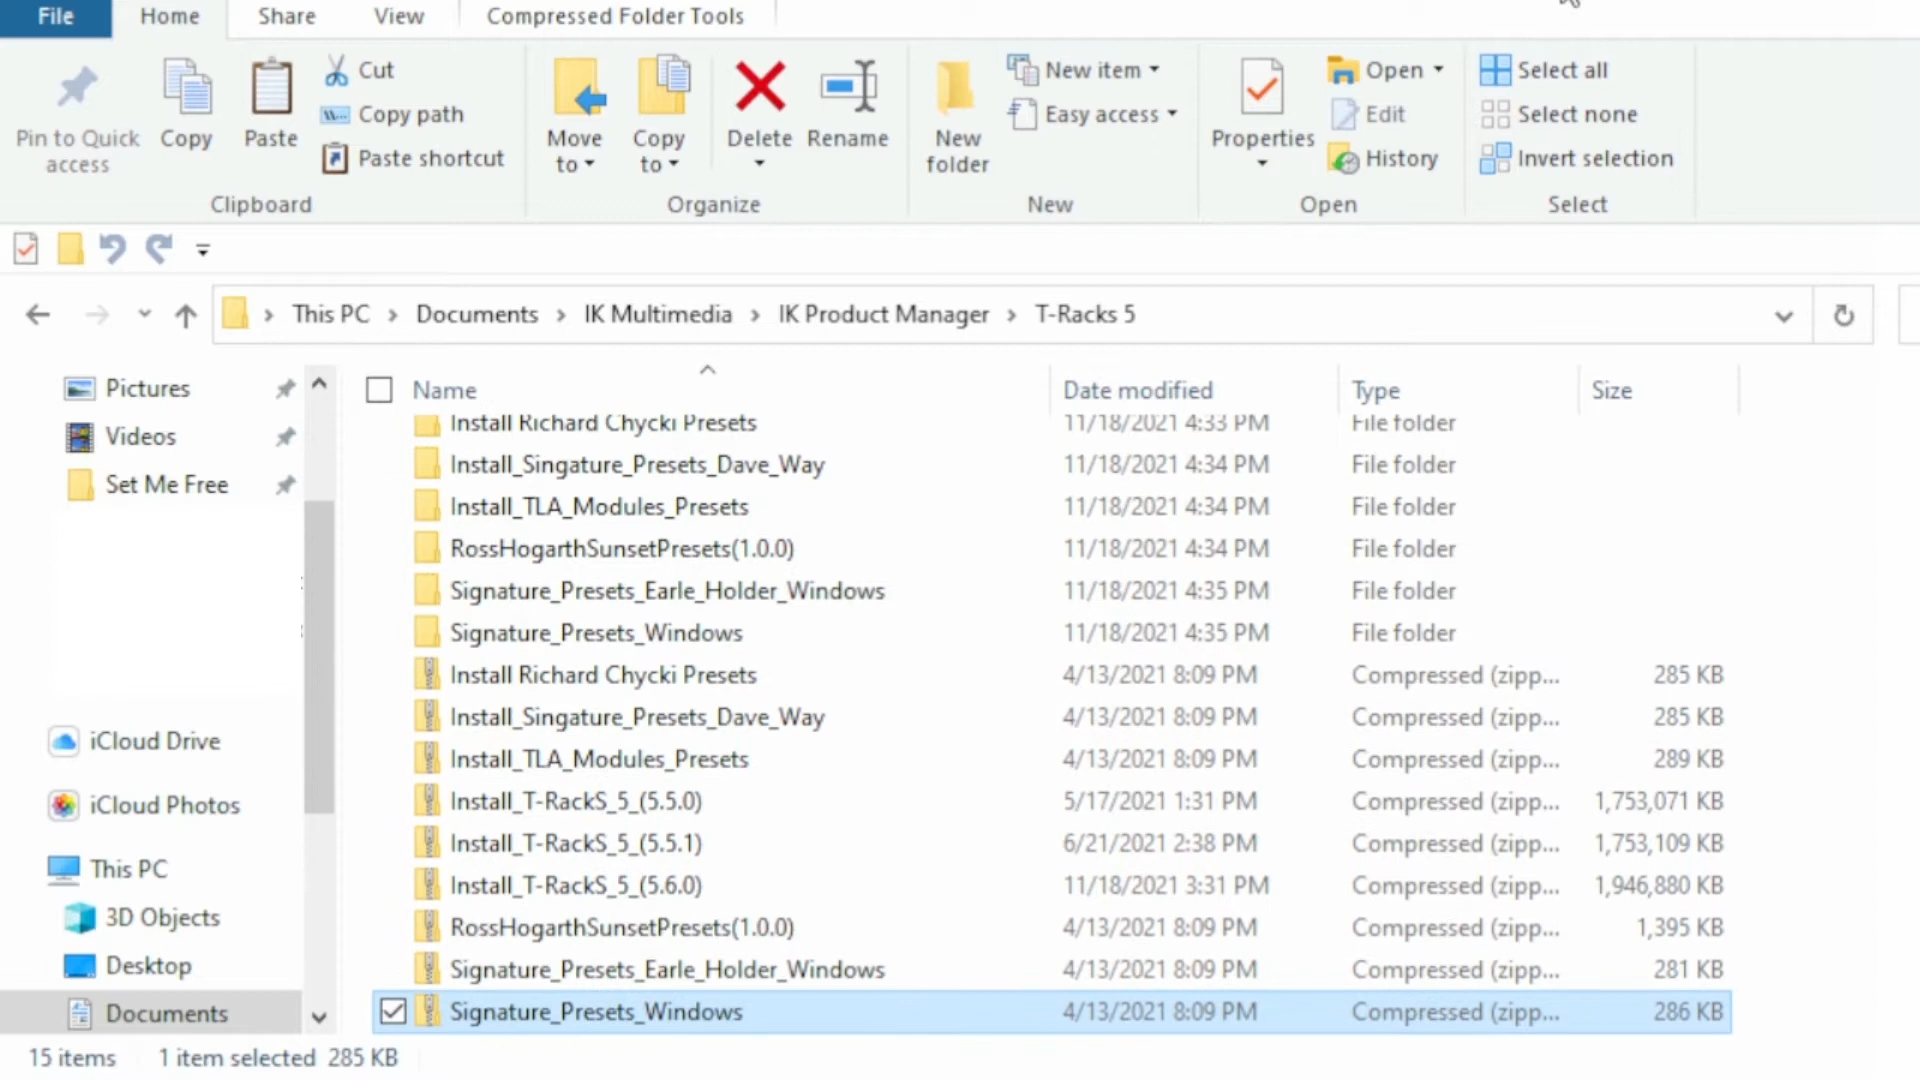 File Home Share View Compressed Folder Tools
Pin to Quick access
Copy
Paste
Cut
Copy path
Paste shortcut
Clipboard
Move to
Copy to
Delete
Rename
Organize
New folder
New item
Easy access
New
Properties
Open
Edit
History
Open
Select all
Select none
Invert selection
Select
This PC › Documents › IK Multimedia › IK Product Manager › T-Racks 5
Pictures
Videos
Set Me Free
iCloud Drive
iCloud Photos
This PC
3D Objects
Desktop
Documents
Name Date modified Type Size
Install Richard Chycki Presets 11/18/2021 4:33 PM File folder
Install_Singature_Presets_Dave_Way 11/18/2021 4:34 PM File folder
Install_TLA_Modules_Presets 11/18/2021 4:34 PM File folder
RossHogarthSunsetPresets(1.0.0) 11/18/2021 4:34 PM File folder
Signature_Presets_Earle_Holder_Windows 11/18/2021 4:35 PM File folder
Signature_Presets_Windows 11/18/2021 4:35 PM File folder
Install Richard Chycki Presets 4/13/2021 8:09 PM Compressed (zipp... 285 KB
Install_Singature_Presets_Dave_Way 4/13/2021 8:09 PM Compressed (zipp... 285 KB
Install_TLA_Modules_Presets 4/13/2021 8:09 PM Compressed (zipp... 289 KB
Install_T-RackS_5_(5.5.0) 5/17/2021 1:31 PM Compressed (zipp... 1,753,071 KB
Install_T-RackS_5_(5.5.1) 6/21/2021 2:38 PM Compressed (zipp... 1,753,109 KB
Install_T-RackS_5_(5.6.0) 11/18/2021 3:31 PM Compressed (zipp... 1,946,880 KB
RossHogarthSunsetPresets(1.0.0) 4/13/2021 8:09 PM Compressed (zipp... 1,395 KB
Signature_Presets_Earle_Holder_Windows 4/13/2021 8:09 PM Compressed (zipp... 281 KB
Signature_Presets_Windows 4/13/2021 8:09 PM Compressed (zipp... 286 KB
15 items 1 item selected 285 KB